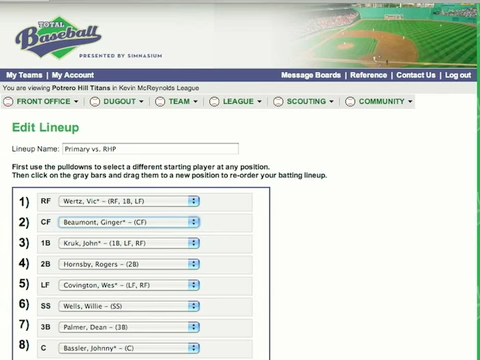 TOTAL
Baseball
PRESENTED BY SIMNASIUM
My Teams | My Account
Message Boards | Reference | Contact Us | Log out
You are viewing Potrero Hill Titans in Kevin McReynolds League
FRONT OFFICE DUGOUT TEAM LEAGUE SCOUTING COMMUNITY
Edit Lineup
Lineup Name: Primary vs. RHP
First use the pulldowns to select a different starting player at any position.
Then click on the gray bars and drag them to a new position to re-order your batting lineup.
1) RF Wertz, Vic* - (RF, 1B, LF)
2) CF Beaumont, Ginger* - (CF)
3) 1B Kruk, John* - (1B, LF, RF)
4) 2B Hornsby, Rogers - (2B)
5) LF Covington, Wes* - (LF, RF)
6) SS Wells, Willie - (SS)
7) 3B Palmer, Dean - (3B)
8) C Bassler, Johnny* - (C)